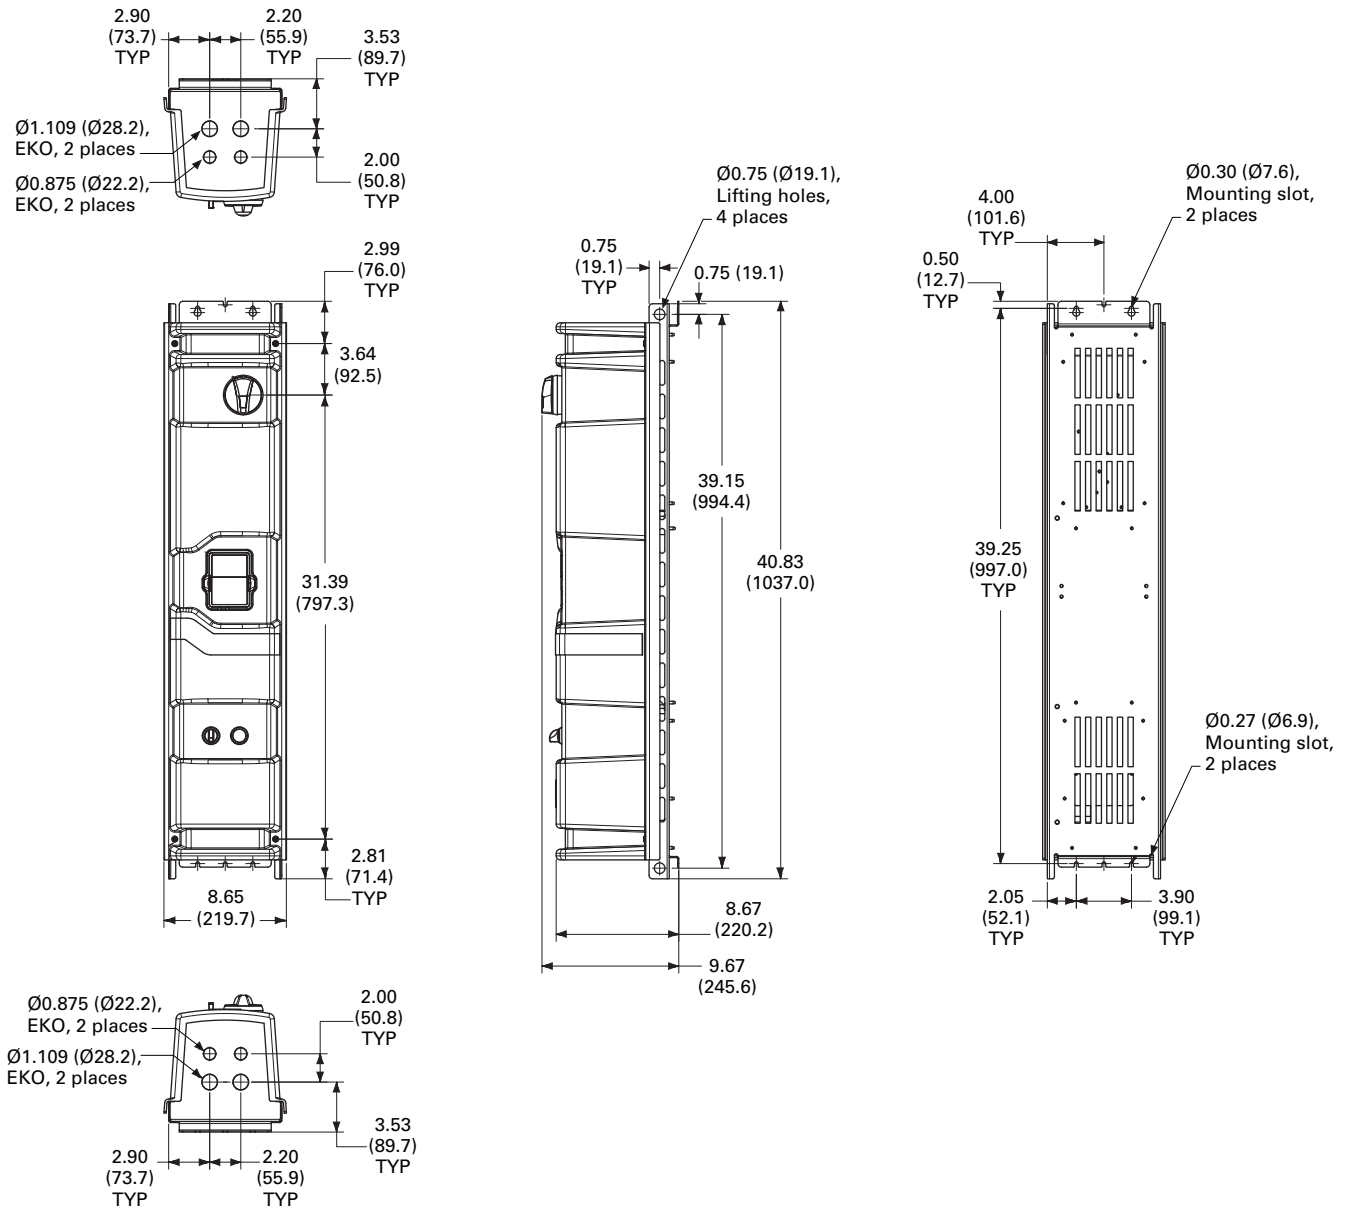 2.90
(73.7)
TYP
2.20
(55.9)
TYP
3.53
(89.7)
TYP
Ø1.109 (Ø28.2),
EKO, 2 places
Ø0.875 (Ø22.2),
EKO, 2 places
2.00
(50.8)
TYP
2.99
(76.0)
TYP
3.64
(92.5)
31.39
(797.3)
2.81
(71.4)
TYP
8.65
(219.7)
Ø0.75 (Ø19.1),
Lifting holes,
4 places
0.75
(19.1)
TYP
0.75 (19.1)
39.15
(994.4)
40.83
(1037.0)
8.67
(220.2)
9.67
(245.6)
Ø0.30 (Ø7.6),
Mounting slot,
2 places
4.00
(101.6)
TYP
0.50
(12.7)
TYP
39.25
(997.0)
TYP
Ø0.27 (Ø6.9),
Mounting slot,
2 places
2.05
(52.1)
TYP
3.90
(99.1)
TYP
Ø0.875 (Ø22.2),
EKO, 2 places
Ø1.109 (Ø28.2),
EKO, 2 places
2.00
(50.8)
TYP
3.53
(89.7)
TYP
2.90
(73.7)
TYP
2.20
(55.9)
TYP